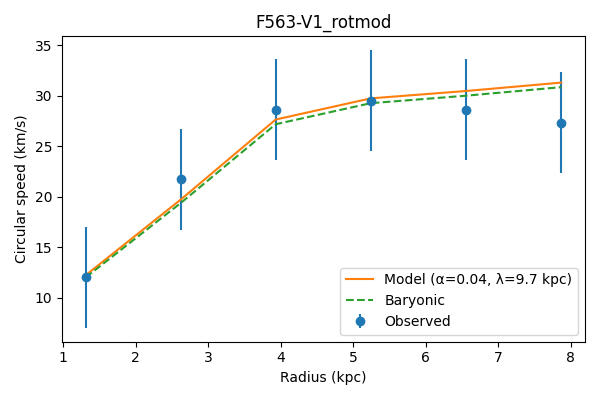 F563-V1_rotmod
Circular speed (km/s)
35
30
25
20
15
10
Model (α=0.04, λ=9.7 kpc)
Baryonic
Observed
1 2 3 4 5 6 7 8
Radius (kpc)